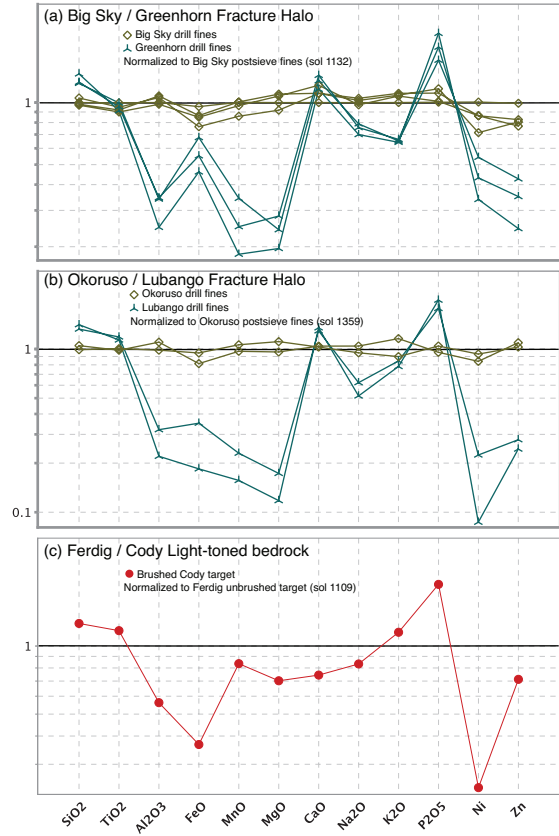 (a) Big Sky / Greenhorn Fracture Halo
Big Sky drill fines
Greenhorn drill fines
Normalized to Big Sky postsieve fines (sol 1132)
1
(b) Okoruso / Lubango Fracture Halo
Okoruso drill fines
Lubango drill fines
Normalized to Okoruso postsieve fines (sol 1359)
1
0.1
(c) Ferdig / Cody Light-toned bedrock
Brushed Cody target
Normalized to Ferdig unbrushed target (sol 1109)
1
SiO2 TiO2 Al2O3 FeO MnO MgO CaO Na2O K2O P2O5 Ni Zn